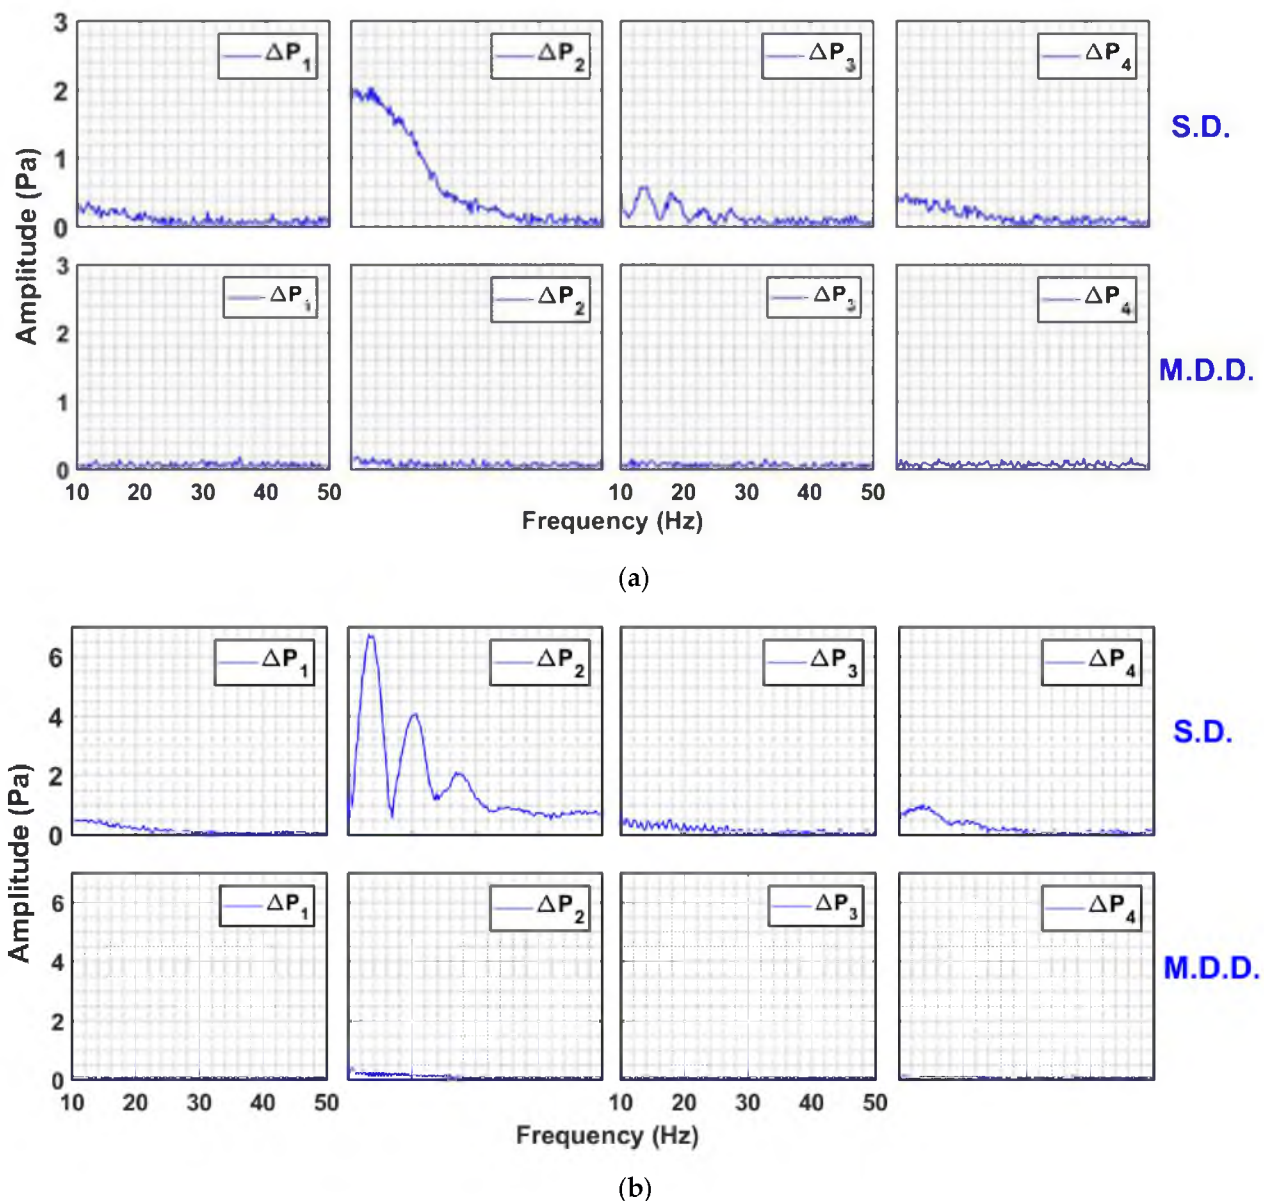 3
2
1
0
Amplitude (Pa)
ΔP1
ΔP2
ΔP3
ΔP4
S.D.
3
2
1
0
ΔP1
ΔP2
ΔP3
ΔP4
M.D.D.
10 20 30 40 50
10 20 30 40 50
Frequency (Hz)
(a)
6
4
2
0
Amplitude (Pa)
ΔP1
ΔP2
ΔP3
ΔP4
S.D.
6
4
2
0
ΔP1
ΔP2
ΔP3
ΔP4
M.D.D.
10 20 30 40 50
10 20 30 40 50
Frequency (Hz)
(b)